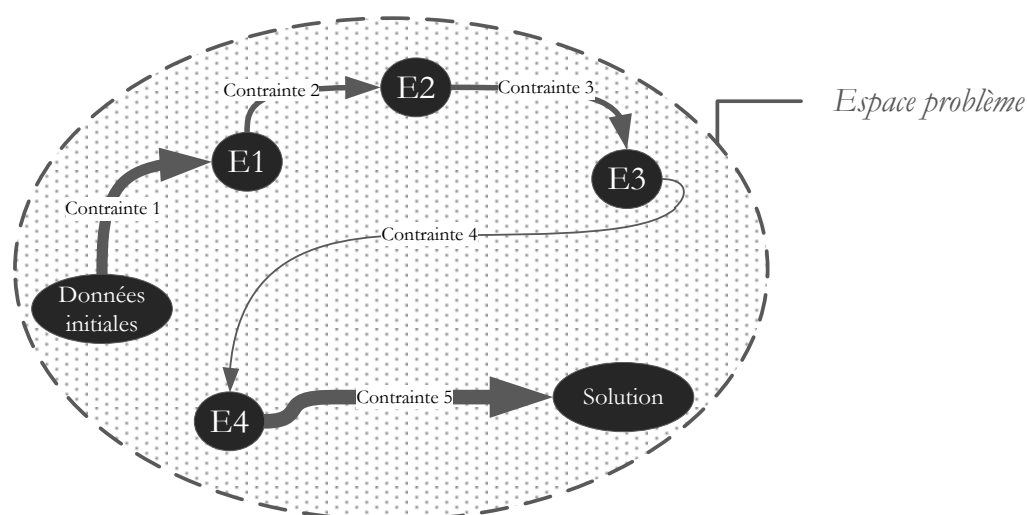 E2
Contrainte 2
Contrainte 3
Espace problème
E1
E3
Contrainte 1
Contrainte 4
Données
initiales
Contrainte 5
Solution
E4